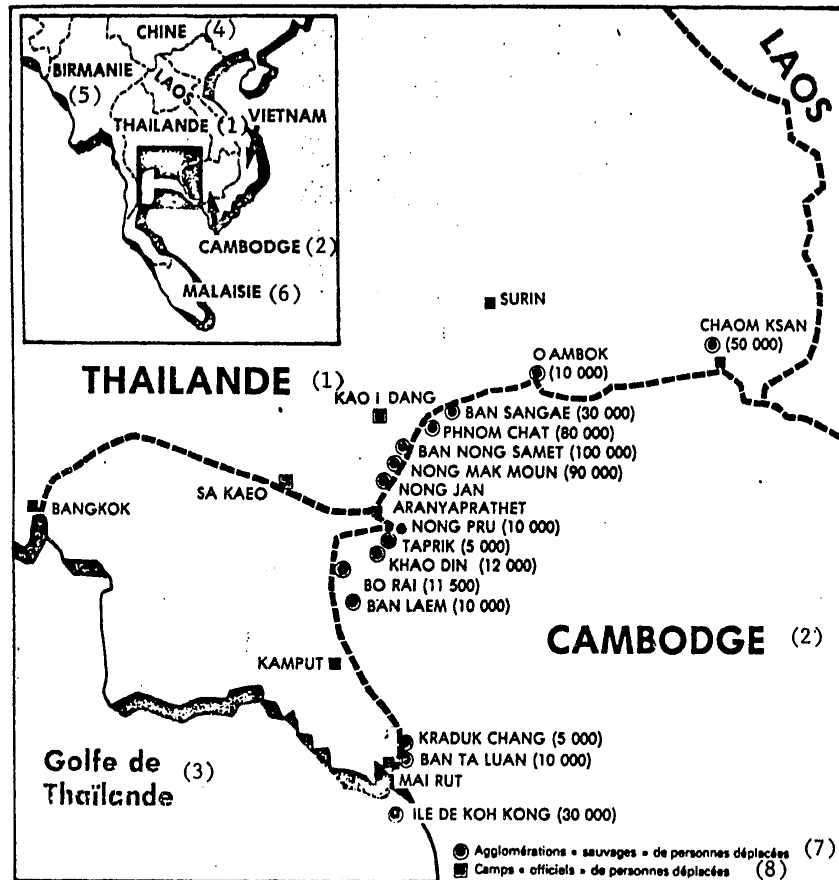 CHINE (4)
BIRMANIE
(5)
LAOS
THAILANDE (1)
VIETNAM
CAMBODGE (2)
MALAISIE (6)
LAOS
SURIN
CHAOM KSAN
(50 000)
O AMBOK
(10 000)
THAILANDE (1)
KAO I DANG
BAN SANGAE (30 000)
PHNOM CHAT (80 000)
BAN NONG SAMET (100 000)
NONG MAK MOUN (90 000)
NONG JAN
SA KAEO
ARANYAPRATHET
BANGKOK
NONG PRU (10 000)
TAPRIK (5 000)
KHAO DIN (12 000)
BO RAI (11 500)
BAN LAEM (10 000)
CAMBODGE (2)
KAMPUT
KRADUK CHANG (5 000)
BAN TA LUAN (10 000)
MAI RUT
Golfe de
Thaïlande (3)
ILE DE KOH KONG (30 000)
Agglomérations « sauvages » de personnes déplacées (7)
Camps « officiels » de personnes déplacées (8)